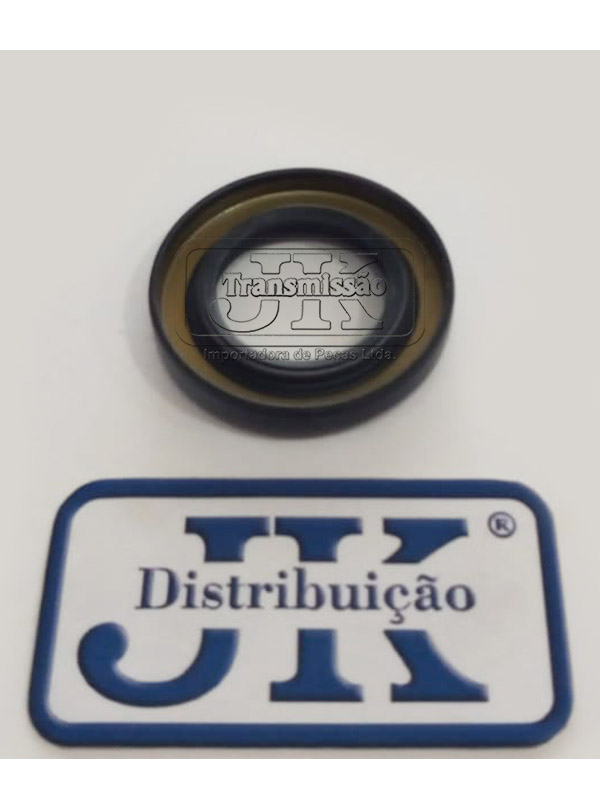 JK
Transmissão
Importadora de Peças Ltda.
JK ®
Distribuição